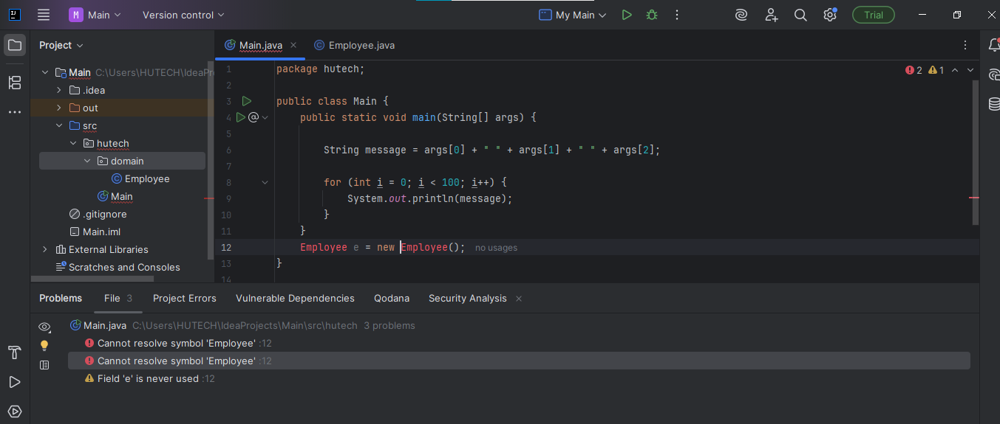 M Main Version control My Main Trial
Project
Main C:\Users\HUTECH\IdeaPr
.idea
out
src
hutech
domain
Employee
Main
.gitignore
Main.iml
External Libraries
Scratches and Consoles
Main.java Employee.java
2 1
1 package hutech;
2
3 public class Main {
4 public static void main(String[] args) {
5
6 String message = args[0] + " " + args[1] + " " + args[2];
7
8 for (int i = 0; i < 100; i++) {
9 System.out.println(message);
10 }
11 }
12 Employee e = new Employee(); no usages
13 }
14
Problems File 3 Project Errors Vulnerable Dependencies Qodana Security Analysis
Main.java C:\Users\HUTECH\IdeaProjects\Main\src\hutech 3 problems
Cannot resolve symbol 'Employee' :12
Cannot resolve symbol 'Employee' :12
Field 'e' is never used :12